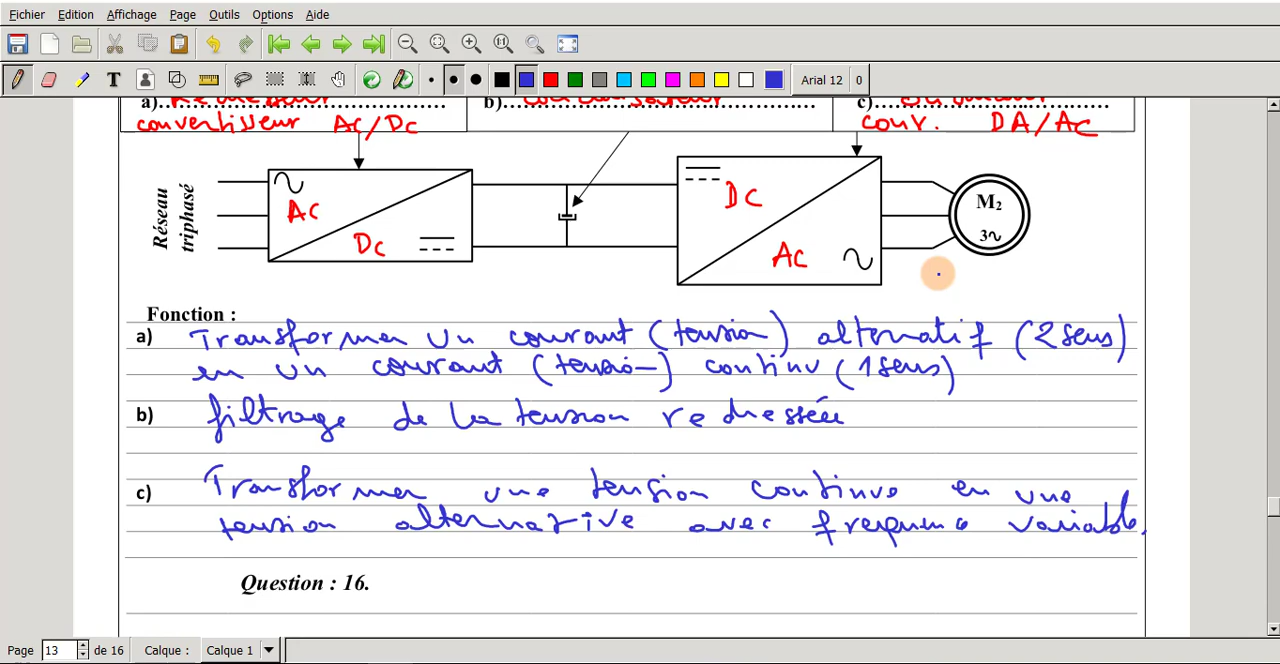 Fichier Edition Affichage Page Outils Options Aide
T Arial 12 0
a)..Redresseur........ b)..condensateur........ c)..Onduleur........
convertisseur AC/DC conv. DA/AC
Réseau triphasé
AC
DC
DC
AC
M2
3~
Fonction :
a) Transformer un courant (tension) alternatif (2 sens)
en un courant (tension) continu (1 sens)
b) filtrage de la tension redressée
c) Transformer une tension continue en une
tension alternative avec frequence variable.
Question : 16.
Page 13 de 16 Calque : Calque 1